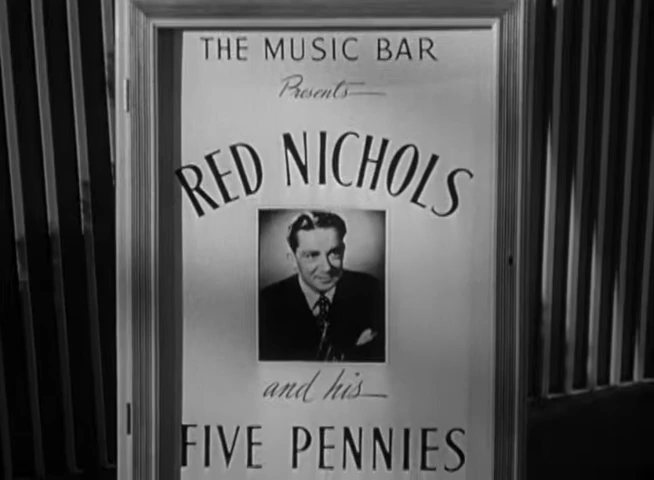 THE MUSIC BAR
Presents
RED NICHOLS
and his
FIVE PENNIES